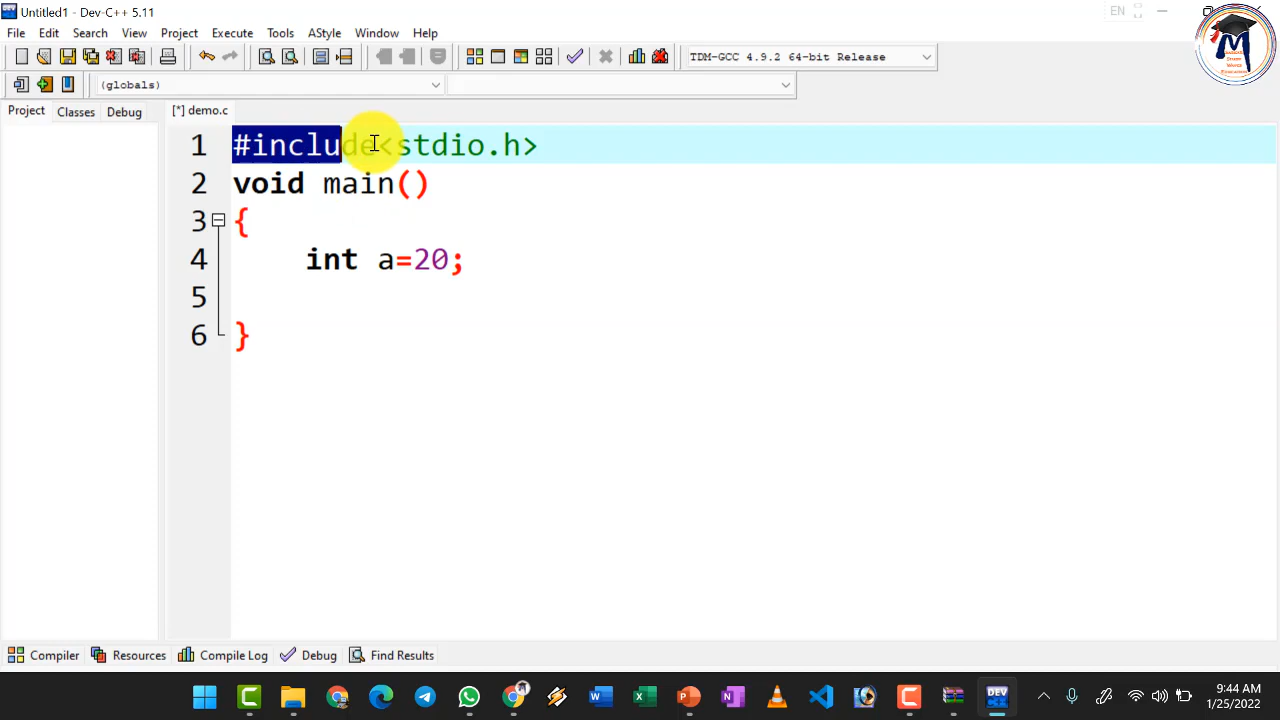 Untitled1 - Dev-C++ 5.11
EN
File Edit Search View Project Execute Tools AStyle Window Help
TDM-GCC 4.9.2 64-bit Release
(globals)
Project Classes Debug
[*] demo.c
1 #include<stdio.h>
2 void main()
3 {
4 int a=20;
5
6 }
Compiler Resources Compile Log Debug Find Results
9:44 AM
1/25/2022